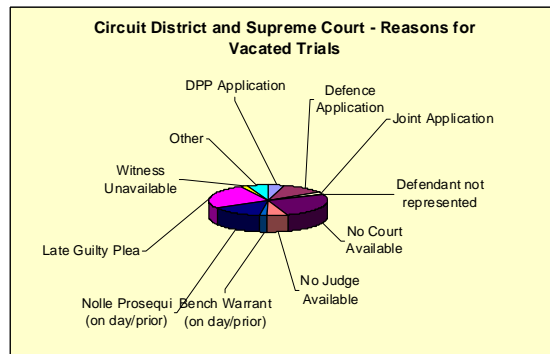 Circuit District and Supreme Court - Reasons for
Vacated Trials
DPP Application
Defence
Application
Joint Application
Defendant not
represented
No Court
Available
No Judge
Available
Bench Warrant
(on day/prior)
Nolle Prosequi
(on day/prior)
Late Guilty Plea
Witness
Unavailable
Other